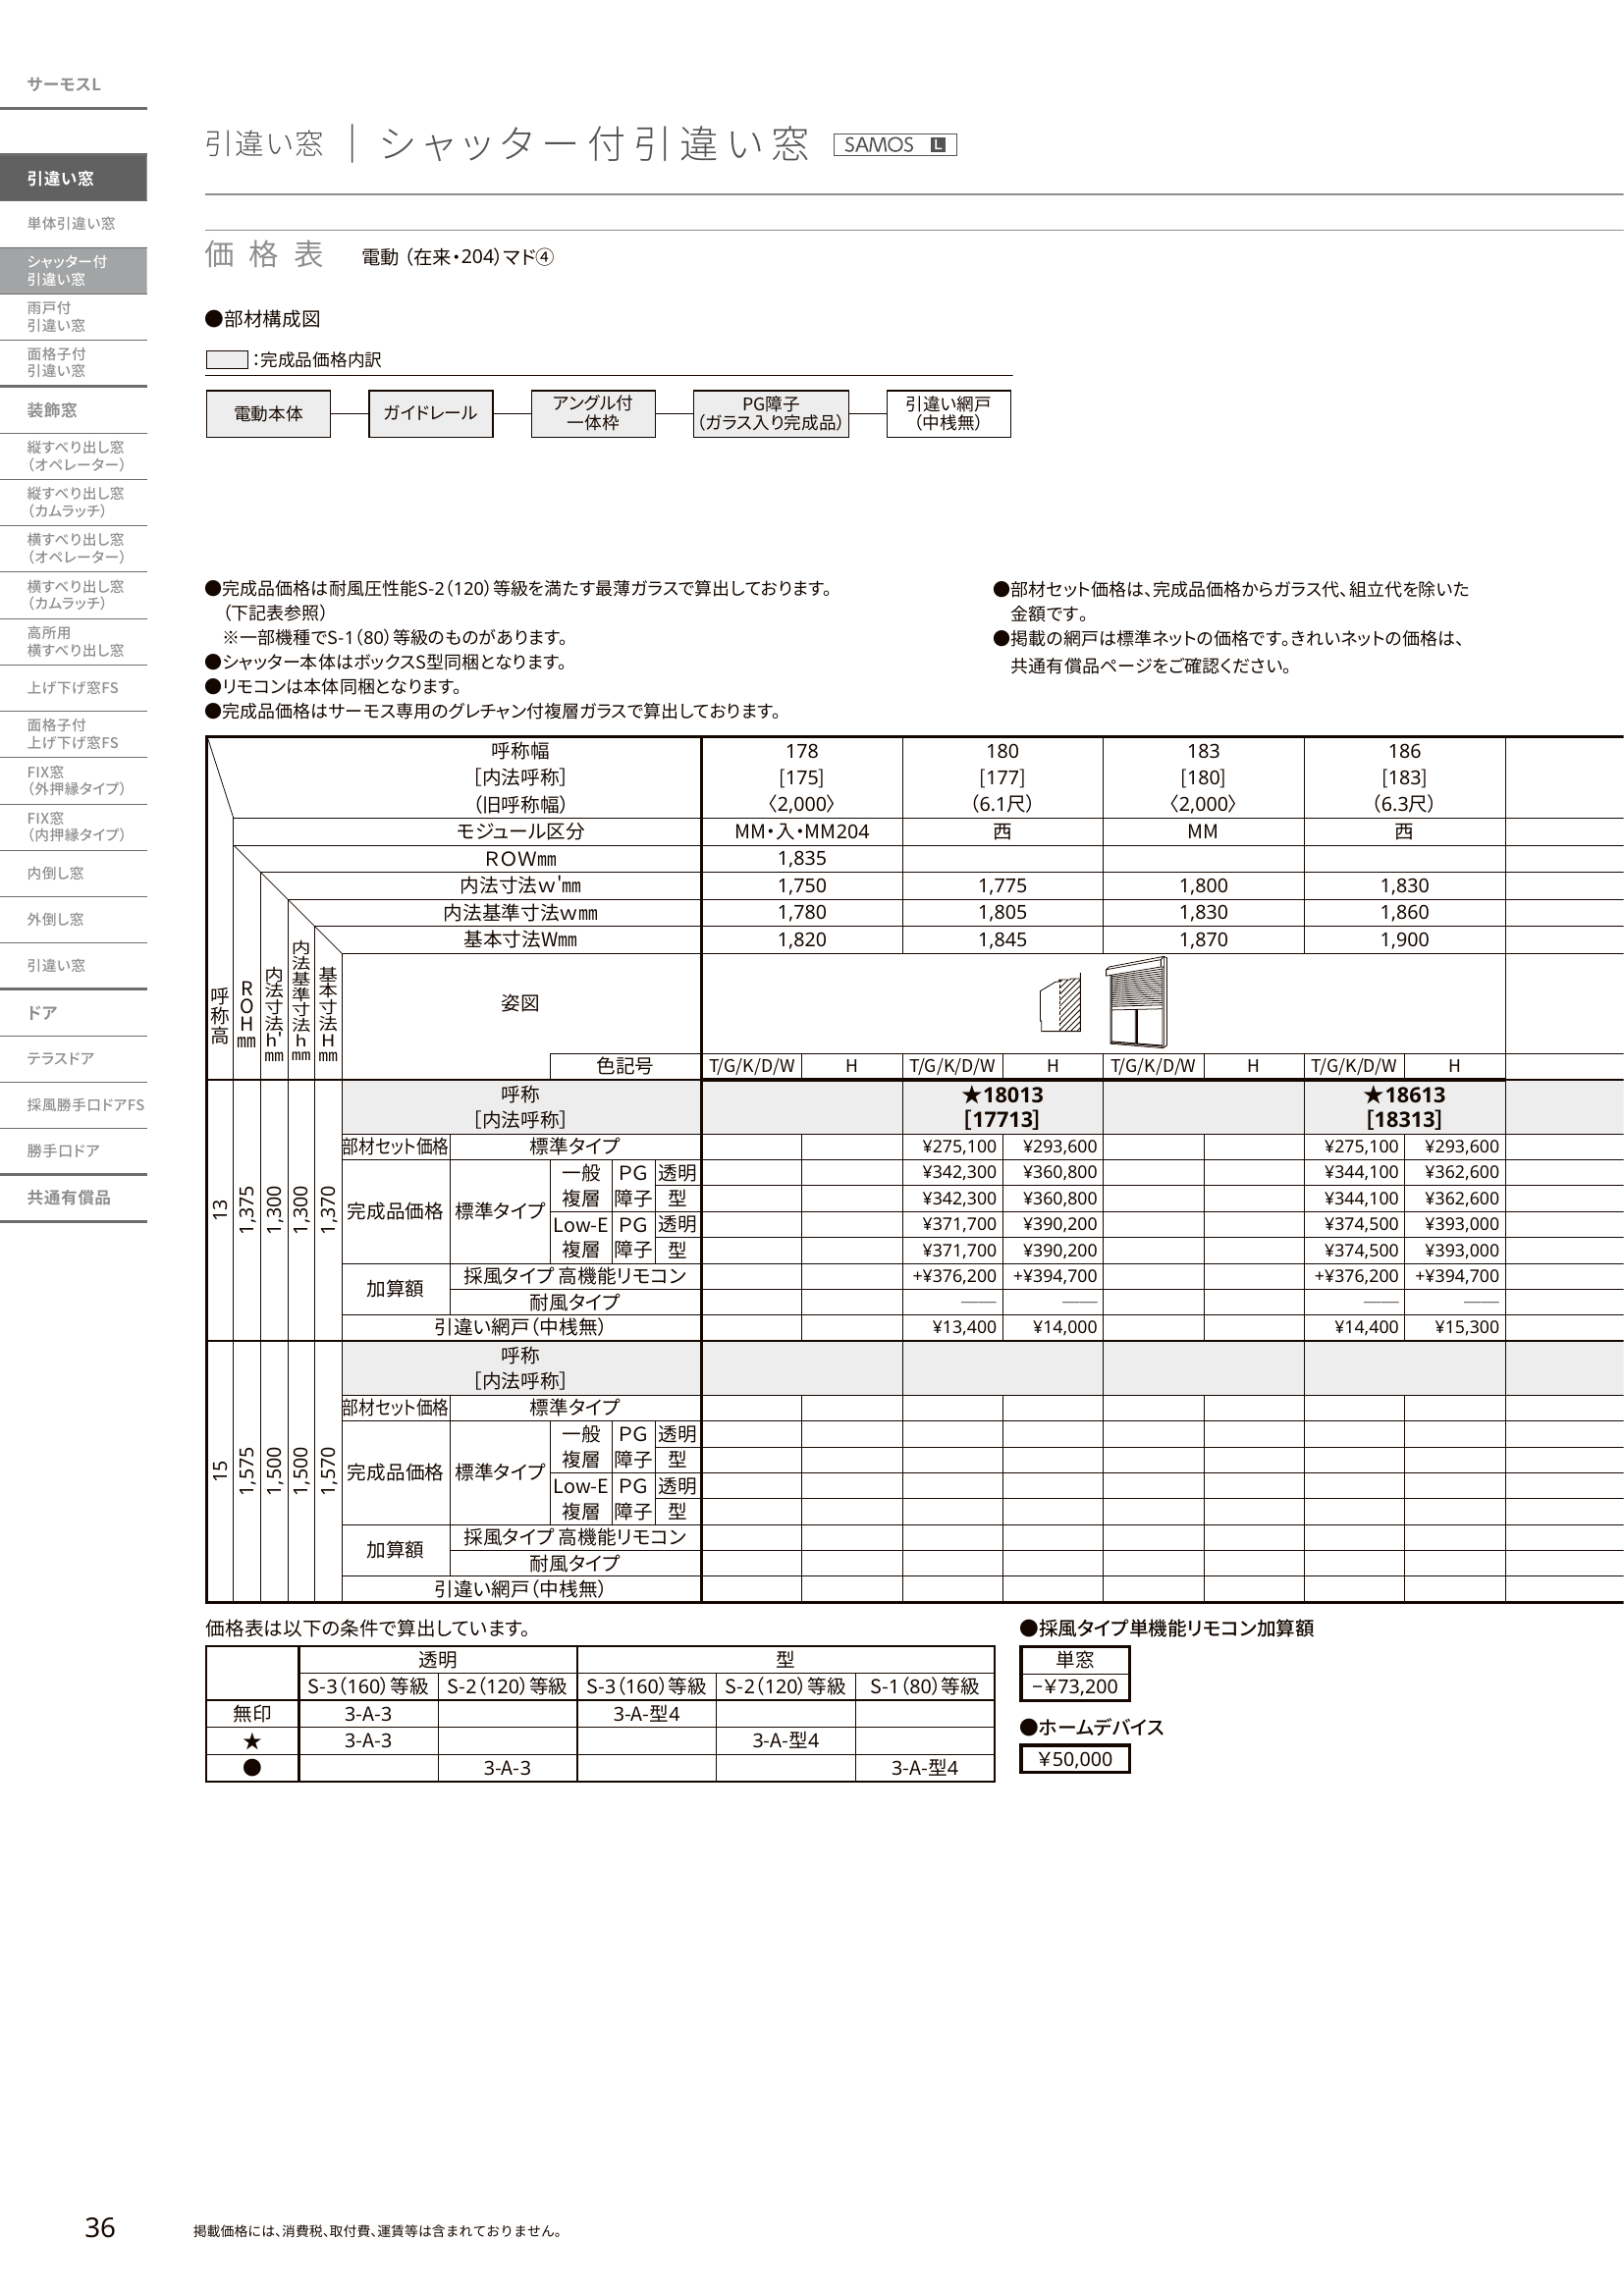 サーモスL
引違い窓
単体引違い窓
シャッター付
引違い窓
雨戸付
引違い窓
面格子付
引違い窓
装飾窓
縦すべり出し窓
（オペレーター）
縦すべり出し窓
（カムラッチ）
横すべり出し窓
（オペレーター）
横すべり出し窓
（カムラッチ）
高所用
横すべり出し窓
上げ下げ窓FS
面格子付
上げ下げ窓FS
FIX窓
（外押縁タイプ）
FIX窓
（内押縁タイプ）
内倒し窓
外倒し窓
引違い窓
ドア
テラスドア
採風勝手口ドアFS
勝手口ドア
共通有償品
引違い窓｜シャッター付引違い窓 SAMOS L
価格表 電動（在来・204）マド④
●部材構成図
：完成品価格内訳
電動本体 ガイドレール アングル付一体枠 PG障子（ガラス入り完成品） 引違い網戸（中桟無）
●完成品価格は耐風圧性能S-2（120）等級を満たす最薄ガラスで算出しております。
（下記表参照）
※一部機種でS-1（80）等級のものがあります。
●シャッター本体はボックスS型同梱となります。
●リモコンは本体同梱となります。
●完成品価格はサーモス専用のグレチャン付複層ガラスで算出しております。
●部材セット価格は、完成品価格からガラス代、組立代を除いた
金額です。
●掲載の網戸は標準ネットの価格です。きれいネットの価格は、
共通有償品ページをご確認ください。
呼称幅 178 180 183 186
［内法呼称］ [175] [177] [180] [183]
（旧呼称幅） 〈2,000〉 （6.1尺） 〈2,000〉 （6.3尺）
モジュール区分 MM・入・MM204 西 MM 西
ROW㎜ 1,835
内法寸法w'㎜ 1,750 1,775 1,800 1,830
内法基準寸法w㎜ 1,780 1,805 1,830 1,860
基本寸法W㎜ 1,820 1,845 1,870 1,900
呼称高 ROH㎜ 内法寸法h'㎜ 内法基準寸法h㎜ 基本寸法H㎜
姿図
色記号 T/G/K/D/W H T/G/K/D/W H T/G/K/D/W H T/G/K/D/W H
13 1,375 1,300 1,300 1,370
呼称 ★18013 ★18613
［内法呼称］ [17713] [18313]
部材セット価格 標準タイプ ¥275,100 ¥293,600 ¥275,100 ¥293,600
完成品価格 標準タイプ 一般複層 PG障子 透明 ¥342,300 ¥360,800 ¥344,100 ¥362,600
型 ¥342,300 ¥360,800 ¥344,100 ¥362,600
Low-E複層 PG障子 透明 ¥371,700 ¥390,200 ¥374,500 ¥393,000
型 ¥371,700 ¥390,200 ¥374,500 ¥393,000
加算額 採風タイプ 高機能リモコン +¥376,200 +¥394,700 +¥376,200 +¥394,700
耐風タイプ —— —— —— ——
引違い網戸（中桟無） ¥13,400 ¥14,000 ¥14,400 ¥15,300
15 1,575 1,500 1,500 1,570
呼称
［内法呼称］
部材セット価格 標準タイプ
完成品価格 標準タイプ 一般複層 PG障子 透明
型
Low-E複層 PG障子 透明
型
加算額 採風タイプ 高機能リモコン
耐風タイプ
引違い網戸（中桟無）
価格表は以下の条件で算出しています。
透明 型
S-3（160）等級 S-2（120）等級 S-3（160）等級 S-2（120）等級 S-1（80）等級
無印 3-A-3 3-A-型4
★ 3-A-3 3-A-型4
● 3-A-3 3-A-型4
●採風タイプ単機能リモコン加算額
単窓
−¥73,200
●ホームデバイス
¥50,000
36
掲載価格には、消費税、取付費、運賃等は含まれておりません。